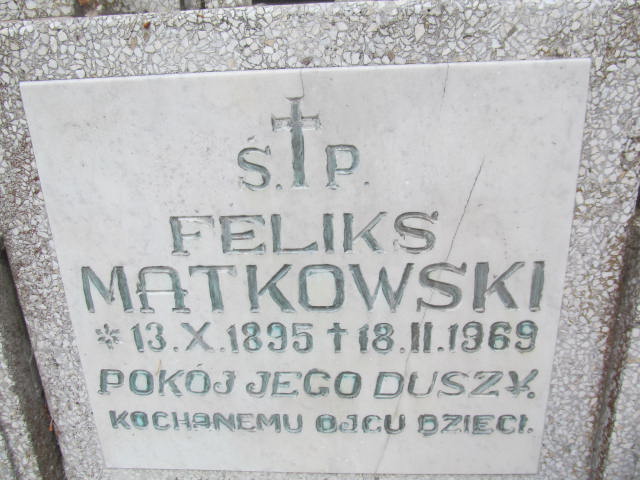 Ś.†P.
FELIKS
MATKOWSKI
*13.X.1895 †18.II.1969
POKÓJ JEGO DUSZY.
KOCHANEMU OJCU DZIECI.